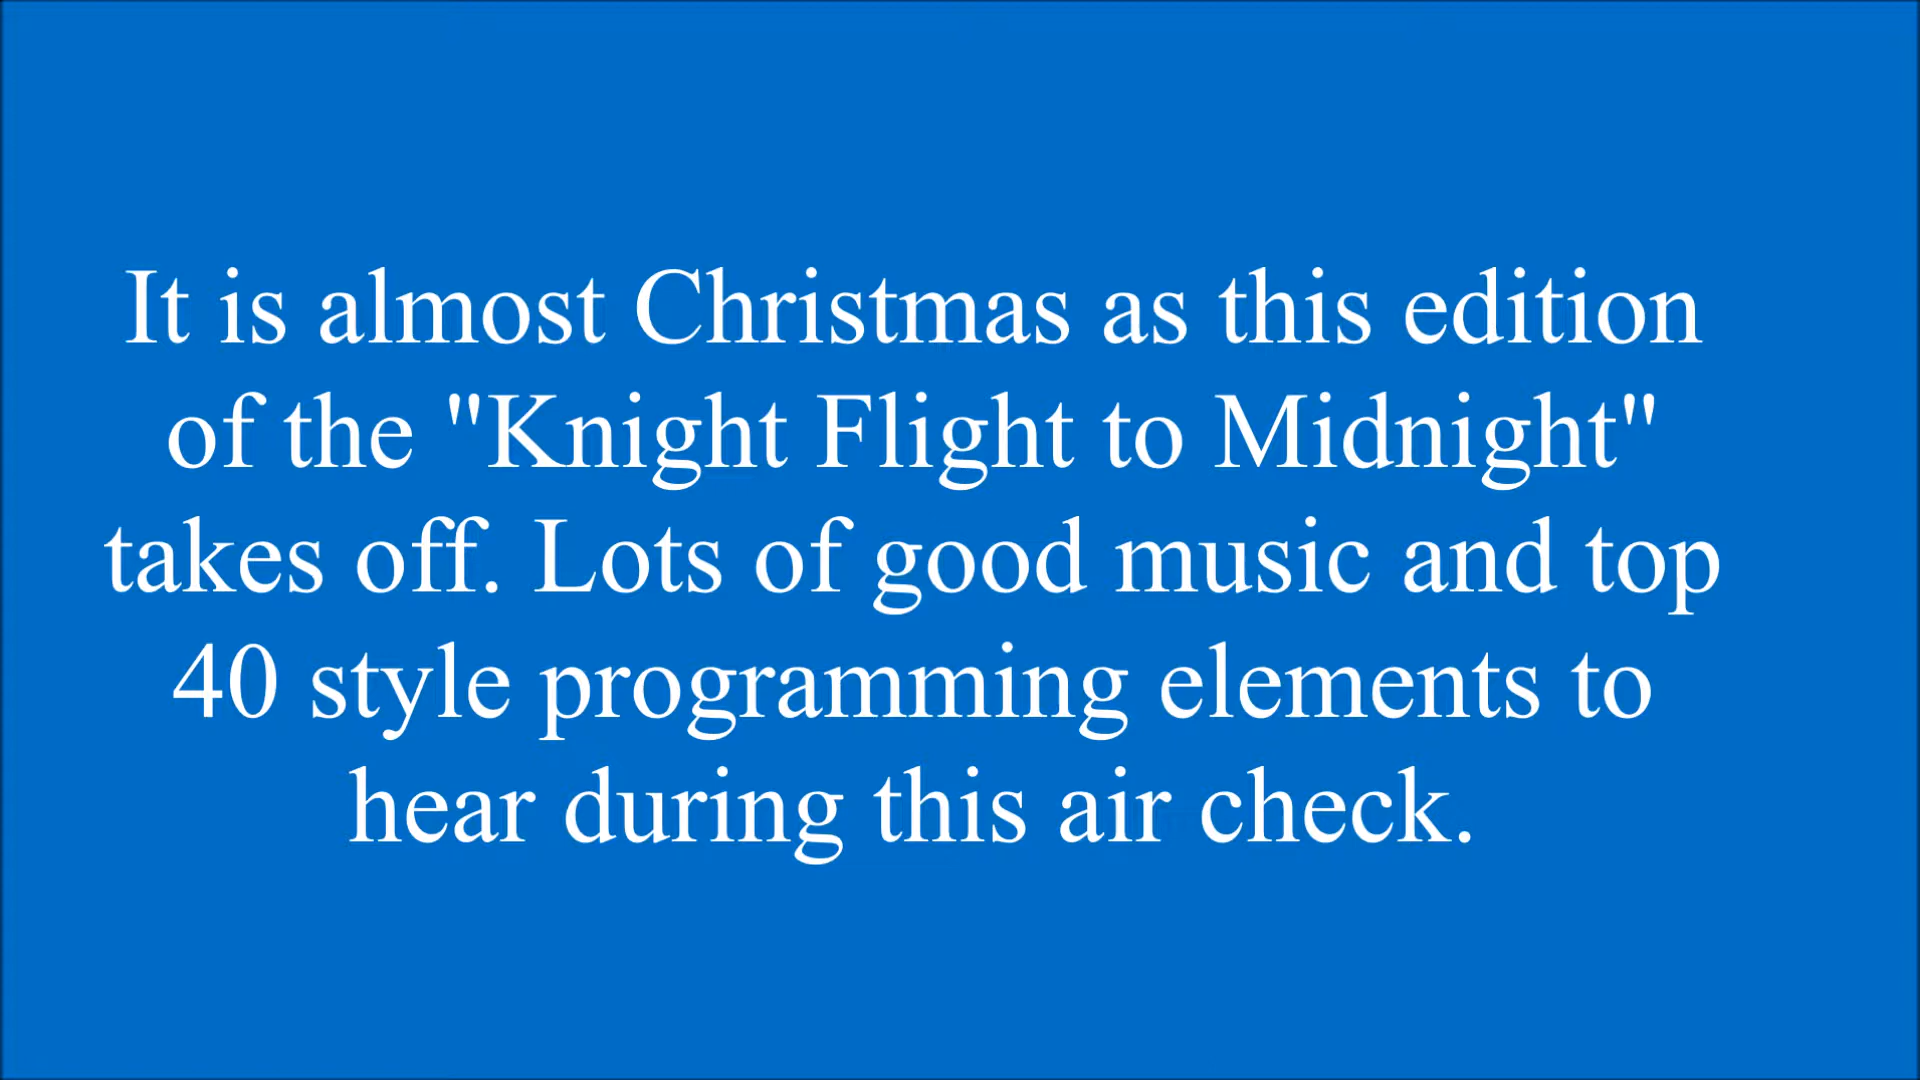 It is almost Christmas as this edition
of the "Knight Flight to Midnight"
takes off. Lots of good music and top
40 style programming elements to
hear during this air check.